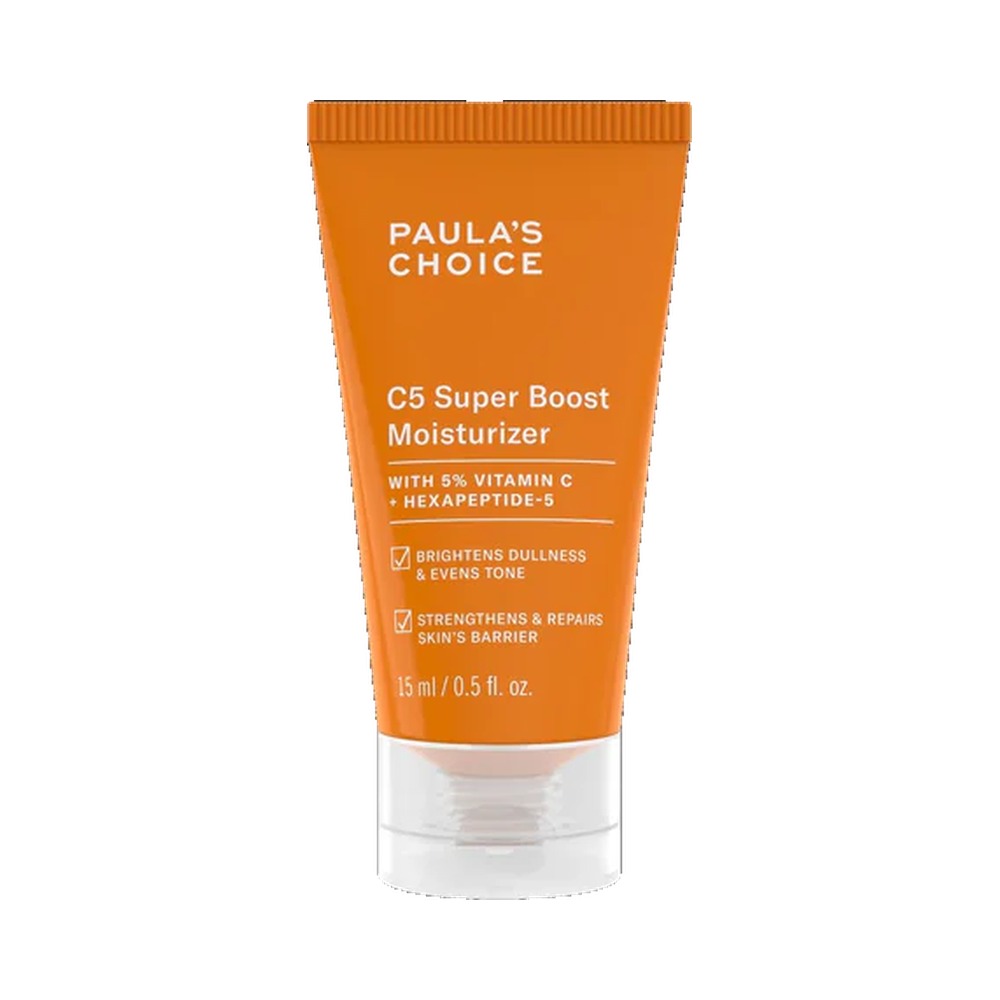 PAULA'S
CHOICE
C5 Super Boost
Moisturizer
WITH 5% VITAMIN C
+ HEXAPEPTIDE-5
BRIGHTENS DULLNESS
& EVENS TONE
STRENGTHENS & REPAIRS
SKIN'S BARRIER
15 ml / 0.5 fl. oz.